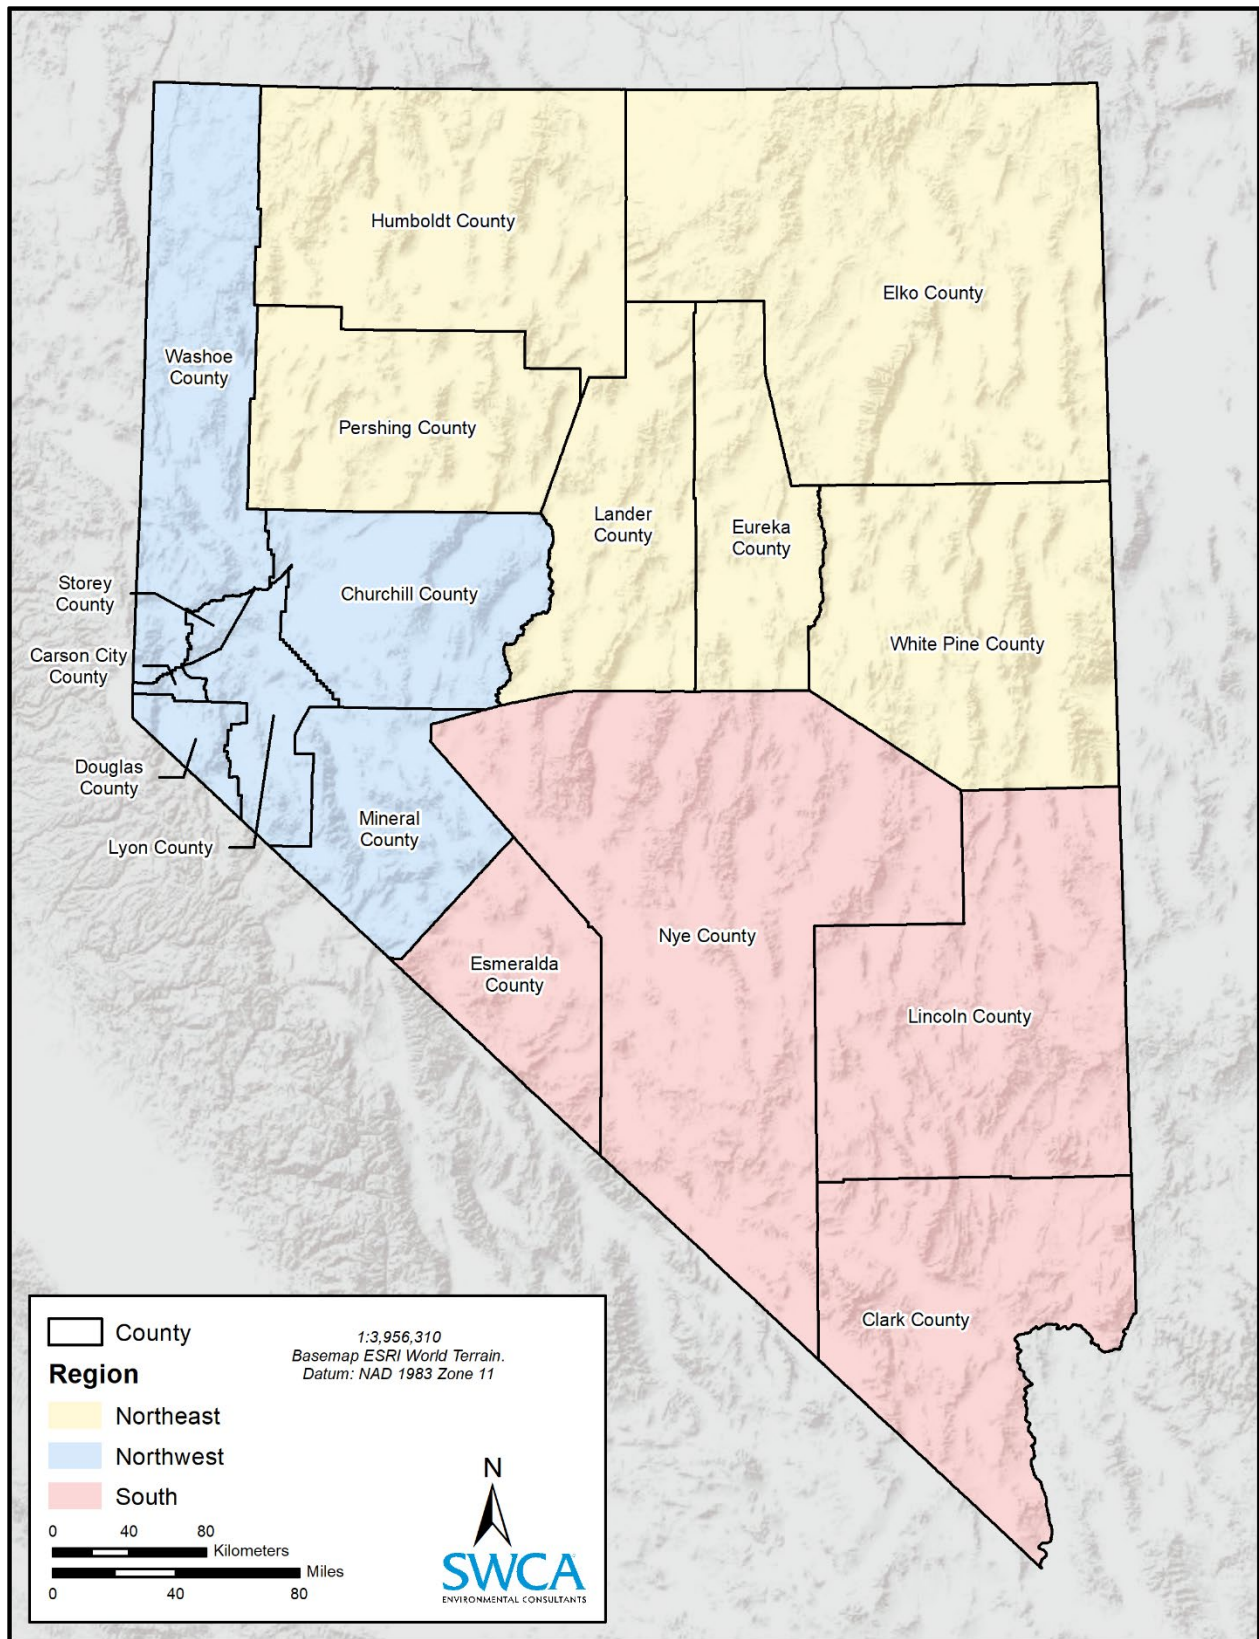 Humboldt County
Elko County
Washoe
County
Pershing County
Lander
County
Eureka
County
Storey
County
Churchill County
Carson City
County
White Pine County
Douglas
County
Mineral
County
Lyon County
Nye County
Esmeralda
County
Lincoln County
Clark County
County
1:3,956,310
Basemap ESRI World Terrain.
Datum: NAD 1983 Zone 11
Region
Northeast
Northwest
South
N
0 40 80
Kilometers
Miles
0 40 80
SWCA
ENVIRONMENTAL CONSULTANTS